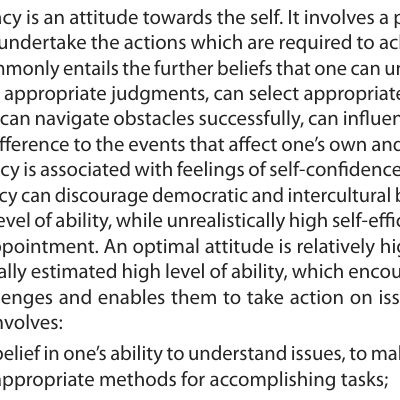 cy is an attitude towards the self. It involves a p
undertake the actions which are required to ac
mmonly entails the further beliefs that one can un
appropriate judgments, can select appropriate
can navigate obstacles successfully, can influen
fference to the events that affect one's own and
cy is associated with feelings of self-confidence
cy can discourage democratic and intercultural b
evel of ability, while unrealistically high self-effic
ppointment. An optimal attitude is relatively hig
ally estimated high level of ability, which encou
enges and enables them to take action on iss
nvolves:
belief in one's ability to understand issues, to mak
appropriate methods for accomplishing tasks;